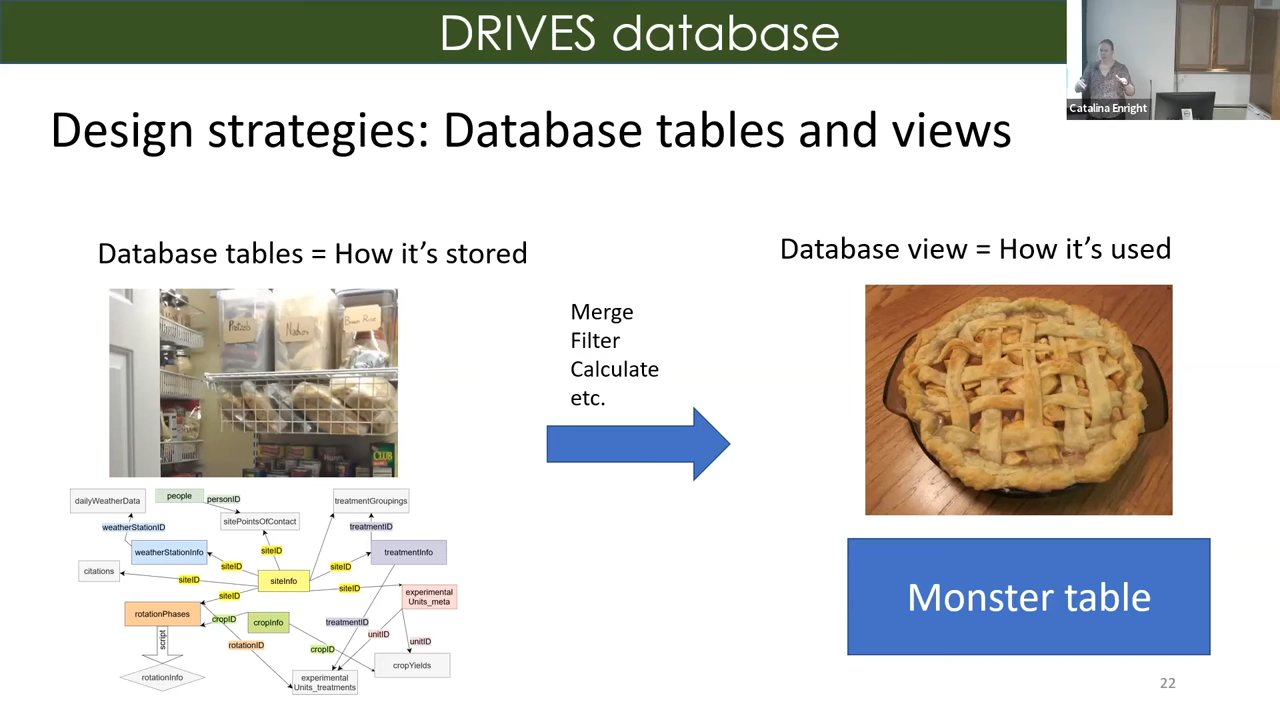 DRIVES database
Catalina Enright
Design strategies: Database tables and views
Database tables = How it's stored
Database view = How it's used
Pretzels
Nachos
Brown Rice
CLUB
Merge
Filter
Calculate
etc.
dailyWeatherData
people
personID
treatmentGroupings
sitePointsOfContact
weatherStationID
treatmentID
siteID
weatherStationInfo
siteID
siteID
treatmentInfo
citations
siteID
siteInfo
siteID
siteID
experimental
Units_meta
rotationPhases
cropID
cropInfo
treatmentID
unitID
script
rotationID
cropID
unitID
cropYields
rotationInfo
experimental
Units_treatments
Monster table
22